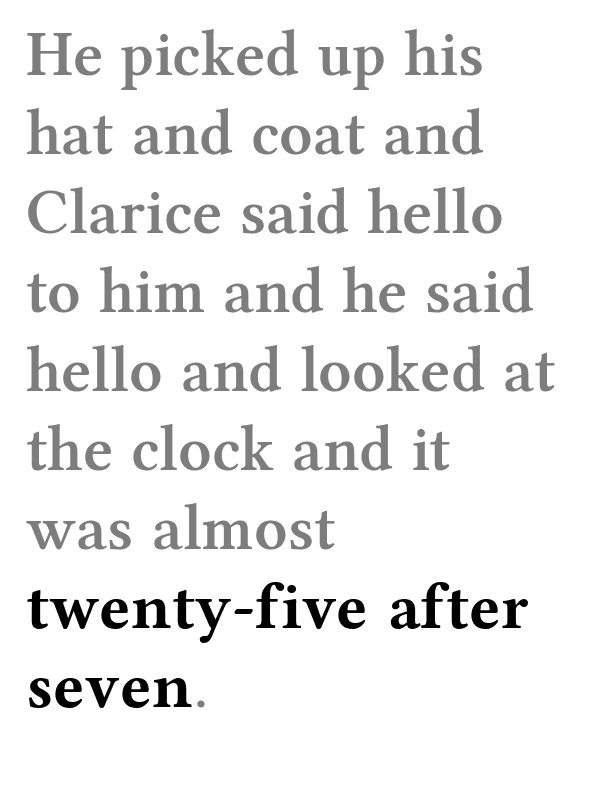 He picked up his
hat and coat and
Clarice said hello
to him and he said
hello and looked at
the clock and it
was almost
twenty-five after
seven.